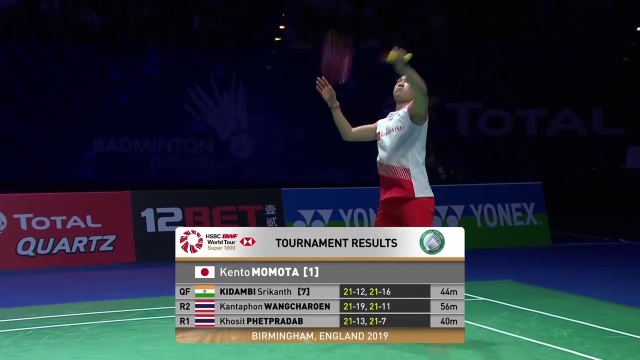 BADMINTON
ENGLAND
TOTAL
TOTAL
QUARTZ
12BET 壹贰
YONEX
YONEX
HSBC BWF
World Tour
Super 1000
TOURNAMENT RESULTS
Kento MOMOTA [1]
QF KIDAMBI Srikanth [7] 21-12, 21-16 44m
R2 Kantaphon WANGCHAROEN 21-19, 21-11 56m
R1 Khosit PHETPRADAB 21-13, 21-7 40m
BIRMINGHAM, ENGLAND 2019